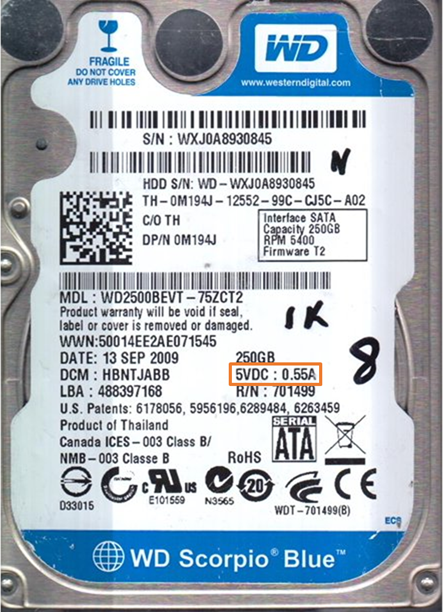 FRAGILE
DO NOT COVER
ANY DRIVE HOLES
WD
www.westerndigital.com
S/N : WXJ0A8930845
N
HDD S/N: WD-WXJ0A8930845
TH-0M194J-12552-99C-CJ5C-A02
C/O TH
DP/N 0M194J
Interface SATA
Capacity 250GB
RPM 5400
Firmware T2
MDL : WD2500BEVT-75ZCT2
Product warranty will be void if seal,
label or cover is removed or damaged.
1K
WWN:50014EE2AE071545
8
DATE: 13 SEP 2009
250GB
DCM : HBNTJABB
5VDC : 0.55A
LBA : 488397168
R/N : 701499
U.S. Patents: 6178056, 5956196,6289484, 6263459
Product of Thailand
Canada ICES-003 Class B/
NMB-003 Classe B
RoHS
SERIAL
ATA
D33015
c RU us
E101559
N3565
20
CE
WDT-701499(B)
EC8
WD Scorpio® Blue™